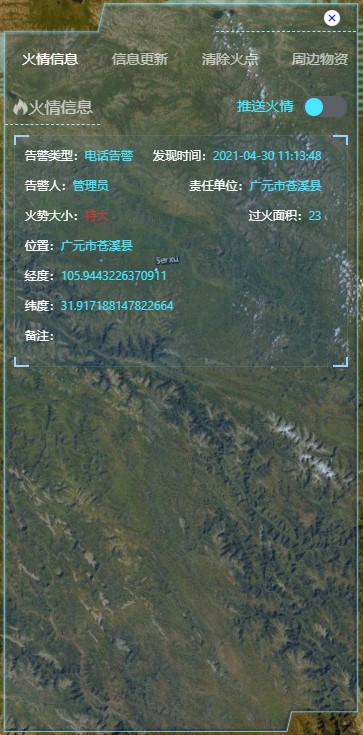 火情信息 信息更新 清除火点 周边物资
火情信息 推送火情
告警类型: 电话告警 发现时间: 2021-04-30 11:13:48
告警人: 管理员 责任单位: 广元市苍溪县
火势大小: 特大 过火面积: 23
位置: 广元市苍溪县
Serxu
经度: 105.9443226370911
纬度: 31.917188147822664
备注: